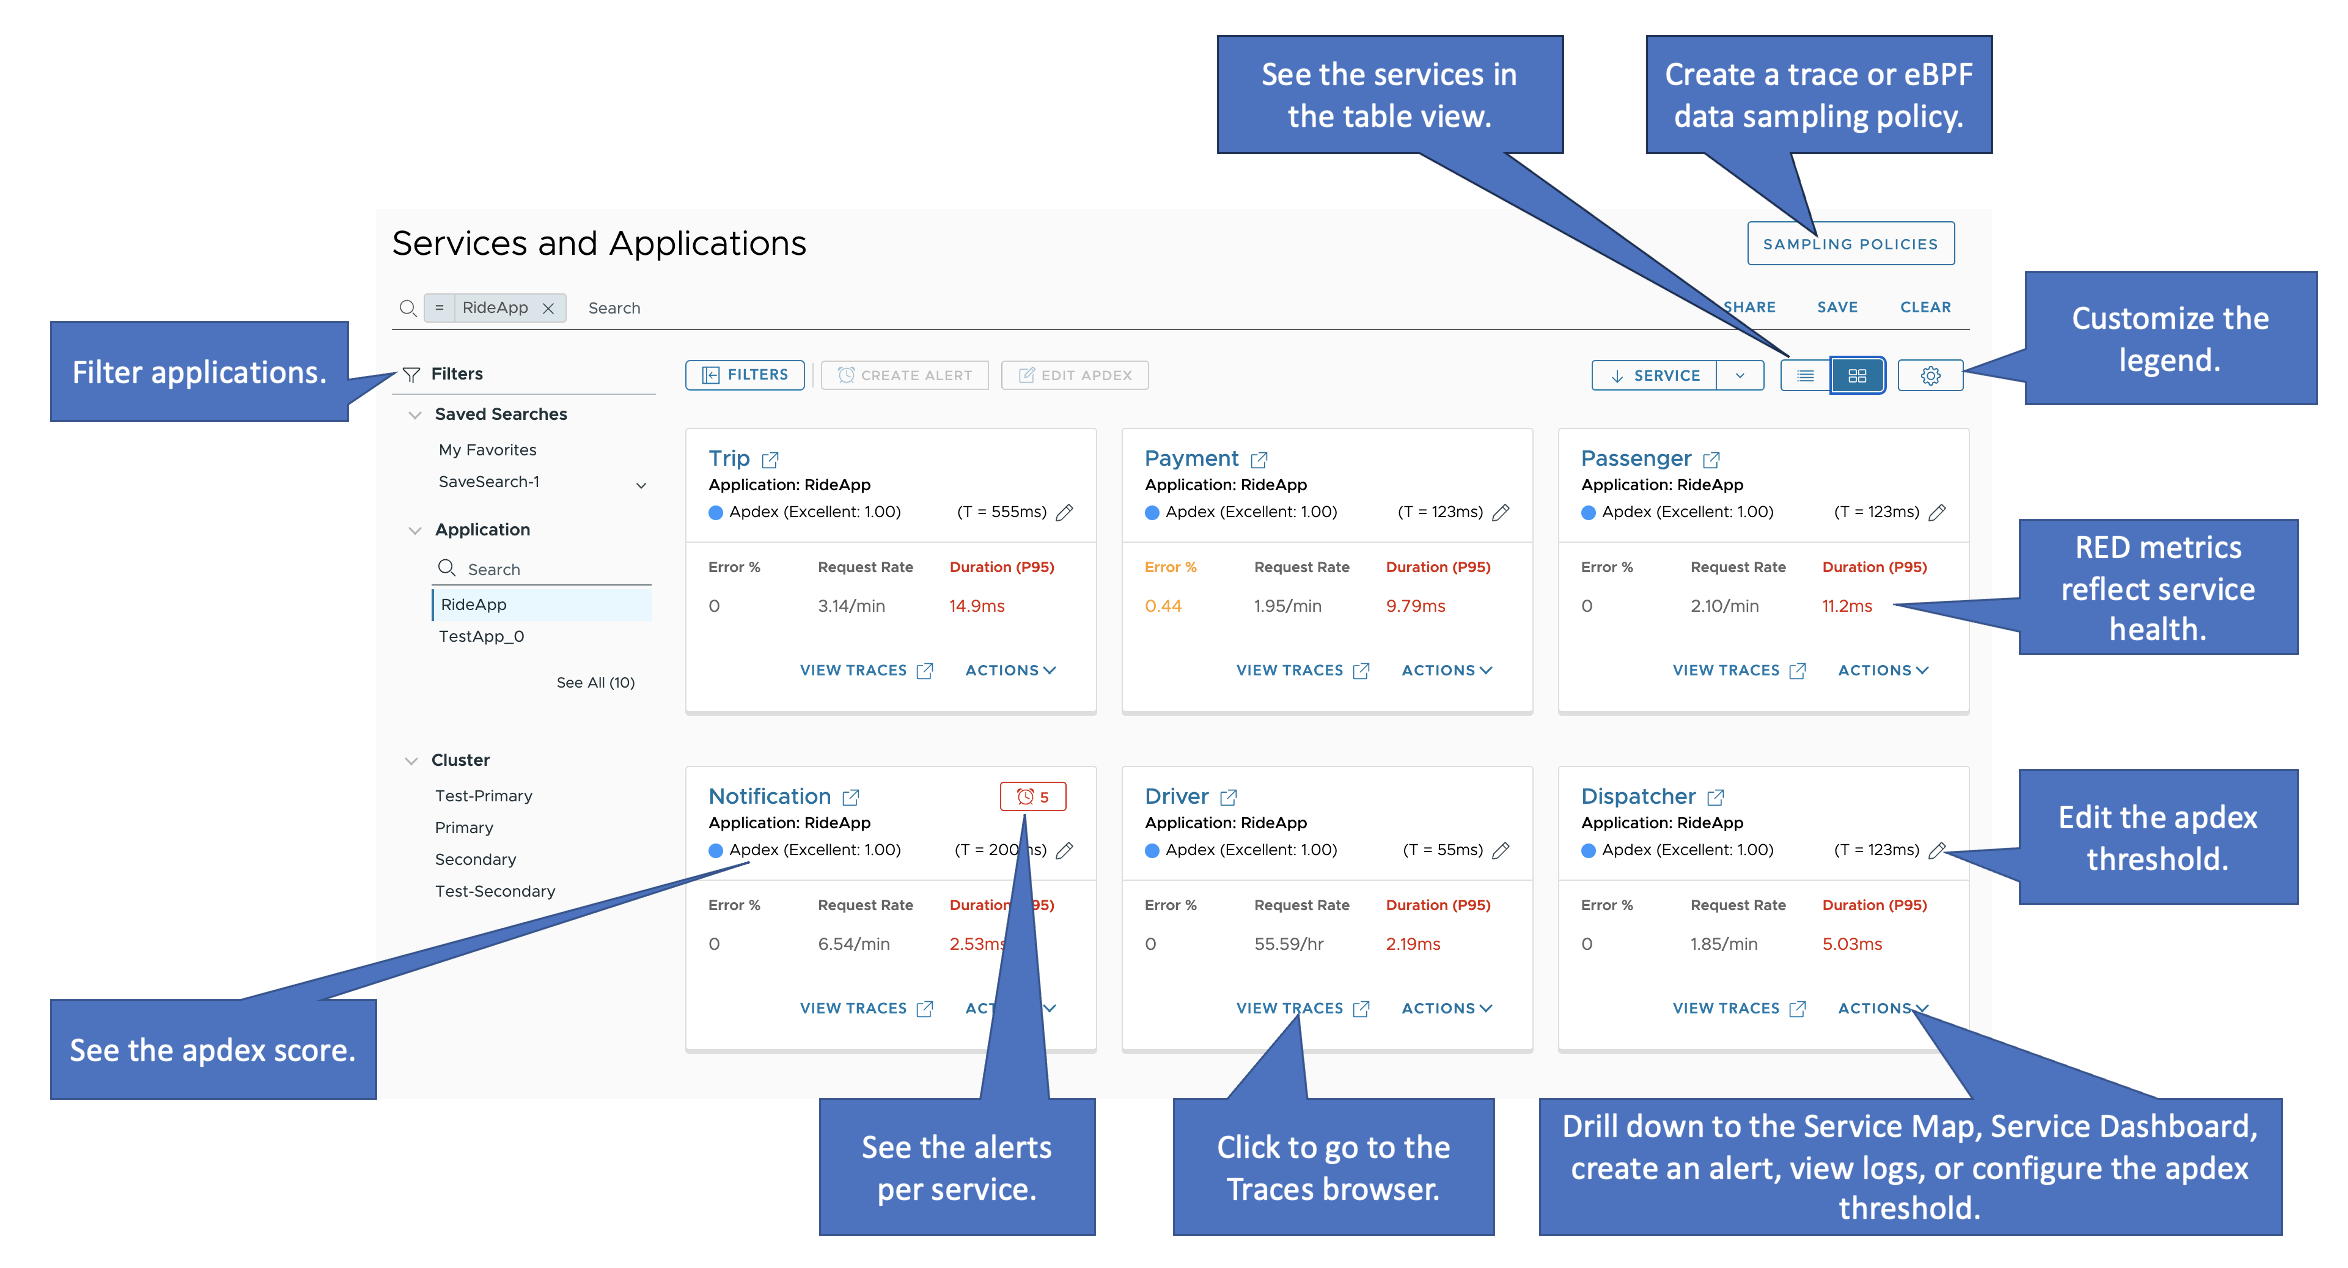 See the services in
the table view.
Create a trace or eBPF
data sampling policy.
Services and Applications
SAMPLING POLICIES
= RideApp Search
SHARE SAVE CLEAR
Customize the
legend.
Filter applications.
Filters
Saved Searches
My Favorites
SaveSearch-1
Application
Search
RideApp
TestApp_0
See All (10)
Cluster
Test-Primary
Primary
Secondary
Test-Secondary
FILTERS CREATE ALERT EDIT APDEX
SERVICE
Trip
Application: RideApp
Apdex (Excellent: 1.00) (T = 555ms)
Error % Request Rate Duration (P95)
0 3.14/min 14.9ms
VIEW TRACES ACTIONS
Payment
Application: RideApp
Apdex (Excellent: 1.00) (T = 123ms)
Error % Request Rate Duration (P95)
0.44 1.95/min 9.79ms
VIEW TRACES ACTIONS
Passenger
Application: RideApp
Apdex (Excellent: 1.00) (T = 123ms)
Error % Request Rate Duration (P95)
0 2.10/min 11.2ms
VIEW TRACES ACTIONS
RED metrics
reflect service
health.
Notification 5
Application: RideApp
Apdex (Excellent: 1.00)
Error % Request Rate
0 6.54/min 2.53ms
VIEW TRACES
Driver
Application: RideApp
Apdex (Excellent: 1.00) (T = 55ms)
Error % Request Rate Duration (P95)
0 55.59/hr 2.19ms
VIEW TRACES ACTIONS
Dispatcher
Application: RideApp
Apdex (Excellent: 1.00) (T = 123ms)
Error % Request Rate Duration (P95)
0 1.85/min 5.03ms
VIEW TRACES ACTIONS
Edit the apdex
threshold.
See the apdex score.
See the alerts
per service.
Click to go to the
Traces browser.
Drill down to the Service Map, Service Dashboard,
create an alert, view logs, or configure the apdex
threshold.